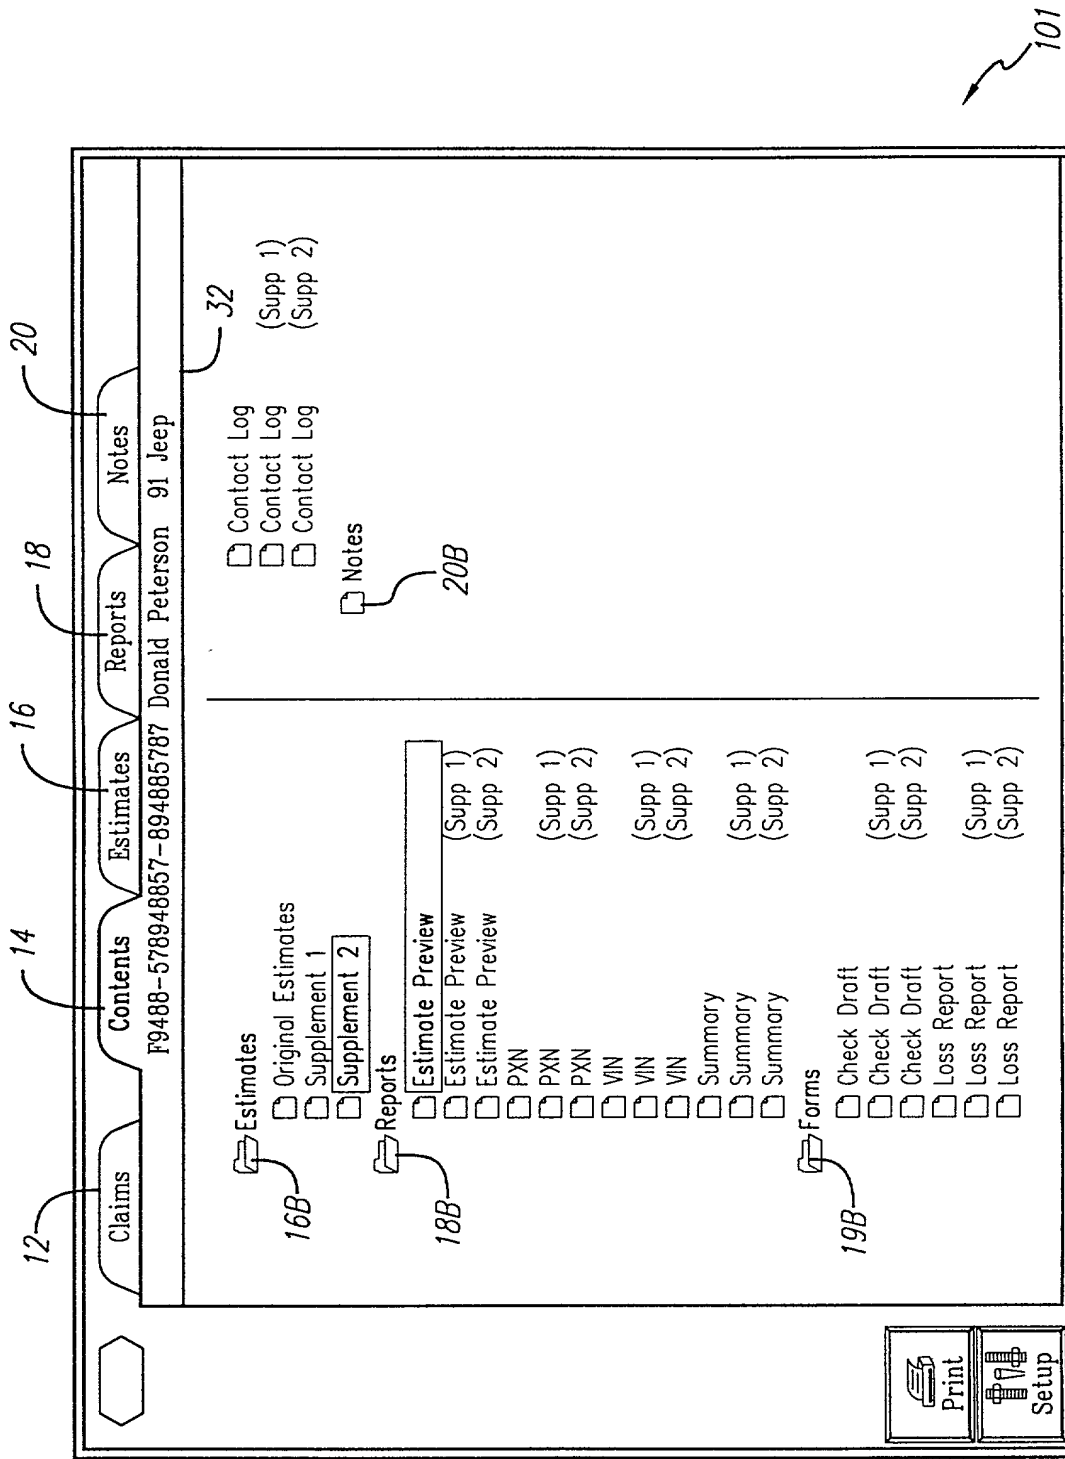 12
14
16
18
20
Claims
Contents
Estimates
Reports
Notes
F9488-578948857-894885787 Donald Peterson 91 Jeep
32
Estimates
16B
Original Estimates
Supplement 1
Supplement 2
Reports
18B
Estimate Preview
Estimate Preview (Supp 1)
Estimate Preview (Supp 2)
PXN
PXN (Supp 1)
PXN (Supp 2)
VIN
VIN (Supp 1)
VIN (Supp 2)
Summary
Summary (Supp 1)
Summary (Supp 2)
Forms
19B
Check Draft
Check Draft (Supp 1)
Check Draft (Supp 2)
Loss Report
Loss Report (Supp 1)
Loss Report (Supp 2)
Contact Log
Contact Log (Supp 1)
Contact Log (Supp 2)
Notes
20B
Print
Setup
101